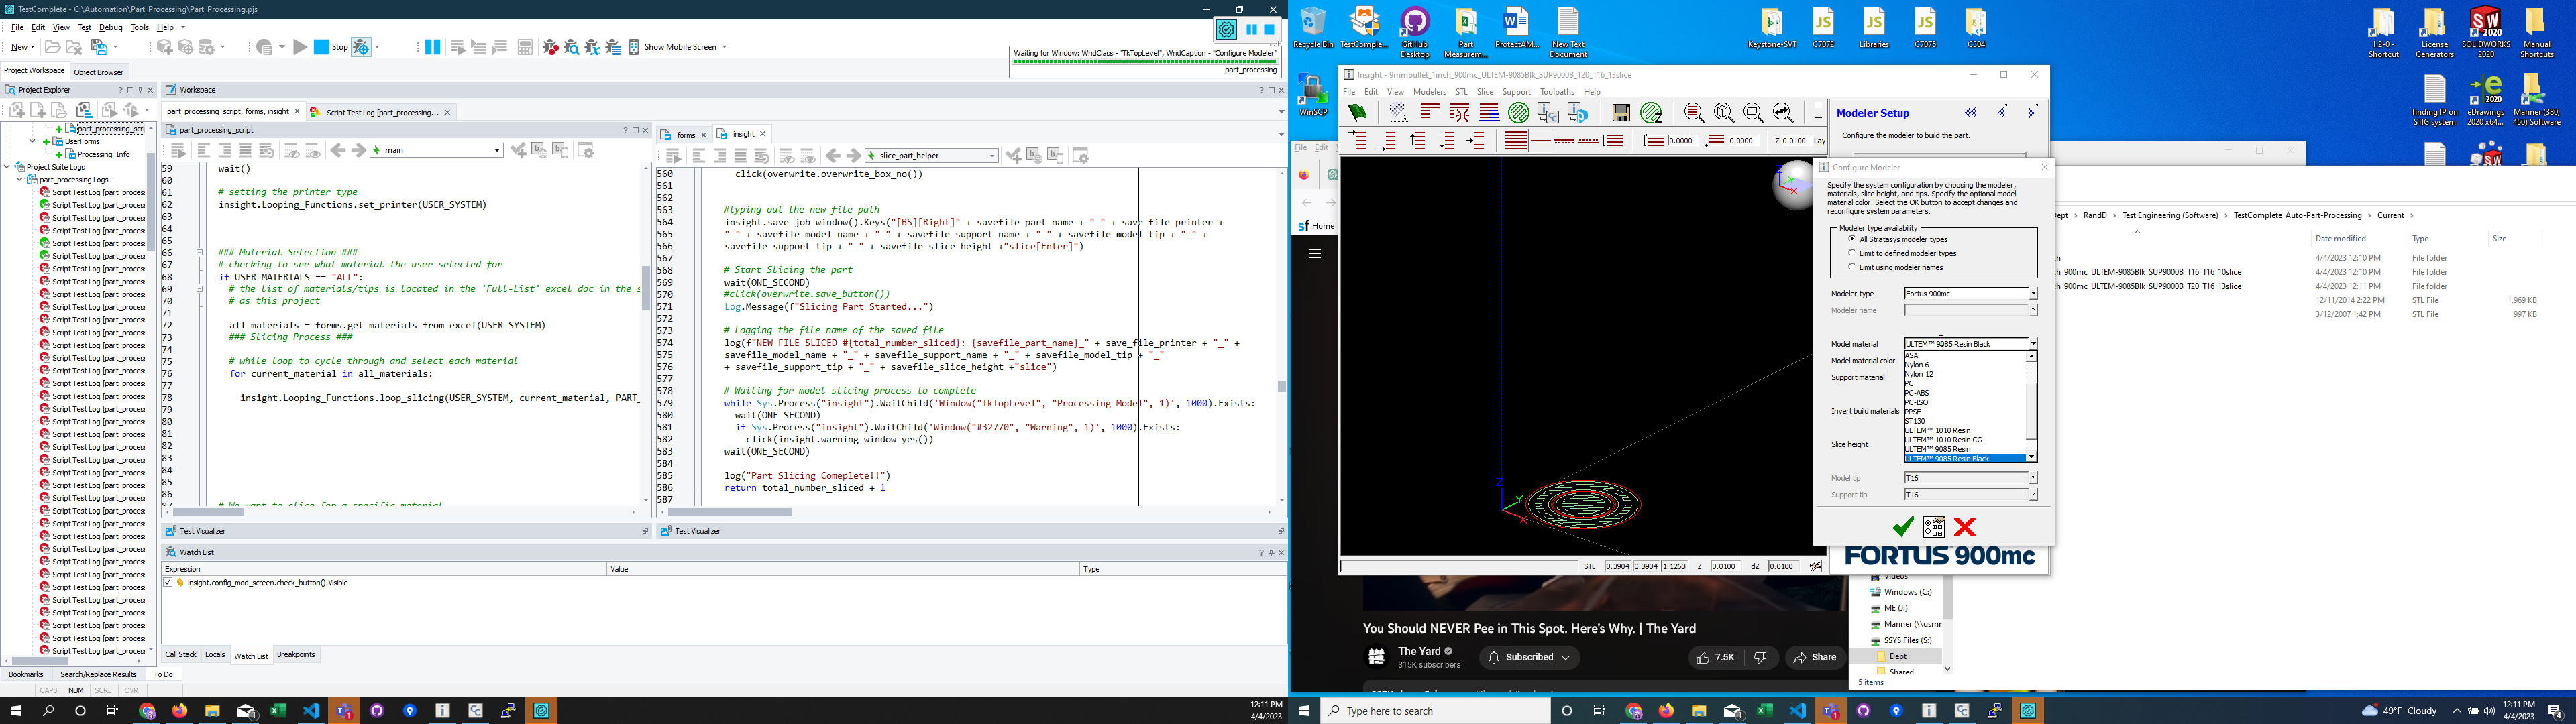 TestComplete - C:\Automation\Part_Processing\Part_Processing.pjs
File Edit View Test Debug Tools Help
New
Stop
Show Mobile Screen
Waiting for Window: WndClass - "TkTopLevel", WndCaption - "Configure Modeler"
part_processing
Project Workspace Object Browser
Project Explorer
part_processing_scri
UserForms
Processing_Info
Project Suite Logs
part_processing Logs
Script Test Log [part_proces
Workspace
part_processing_script, forms, insight
Script Test Log [part_processing...
part_processing_script
main
59 wait()
60
61 # setting the printer type
62 insight.Looping_Functions.set_printer(USER_SYSTEM)
63
64
65
66 ### Material Selection ###
67 # checking to see what material the user selected for
68 if USER_MATERIALS == "ALL":
69 # the list of materials/tips is located in the 'Full-List' excel doc in the s
70 # as this project
71
72 all_materials = forms.get_materials_from_excel(USER_SYSTEM)
73 ### Slicing Process ###
74
75 # while loop to cycle through and select each material
76 for current_material in all_materials:
77
78 insight.Looping_Functions.loop_slicing(USER_SYSTEM, current_material, PART_
79
80
81
82
83
84
85
86
87 # We want to slice for a specific material
forms insight
slice_part_helper
560 click(overwrite.overwrite_box_no())
561
562
563 #typing out the new file path
564 insight.save_job_window().Keys("[BS][Right]" + savefile_part_name + "_" + save_file_printer +
565 "_" + savefile_model_name + "_" + savefile_support_name + "_" + savefile_model_tip + "_" +
566 savefile_support_tip + "_" + savefile_slice_height +"slice[Enter]")
567
568 # Start Slicing the part
569 wait(ONE_SECOND)
570 #click(overwrite.save_button())
571 Log.Message(f"Slicing Part Started...")
572
573 # Logging the file name of the saved file
574 log(f"NEW FILE SLICED #{total_number_sliced}: {savefile_part_name}_" + save_file_printer + "_" +
575 savefile_model_name + "_" + savefile_support_name + "_" + savefile_model_tip + "_"
576 + savefile_support_tip + "_" + savefile_slice_height +"slice")
577
578 # Waiting for model slicing process to complete
579 while Sys.Process("insight").WaitChild('Window("TkTopLevel", "Processing Model", 1)', 1000).Exists:
580 wait(ONE_SECOND)
581 if Sys.Process("insight").WaitChild('Window("#32770", "Warning", 1)', 1000).Exists:
582 click(insight.warning_window_yes())
583 wait(ONE_SECOND)
584
585 log("Part Slicing Comeplete!!")
586 return total_number_sliced + 1
587
Test Visualizer
Test Visualizer
Watch List
Expression Value Type
insight.config_mod_screen.check_button().Visible
Call Stack Locals Watch List Breakpoints
Bookmarks Search/Replace Results To Do
CAPS NUM SCRL OVR
12:11 PM
4/4/2023
Recycle Bin
TestComple...
GitHub Desktop
Part Measurem...
ProtectAM...
New Text Document
Keystone-SVT
C7072
Libraries
C7075
C304
1.2-0 - Shortcut
License Generators
SOLIDWORKS 2020
Manual Shortcuts
WinSCP
finding IP on STIG system
eDrawings 2020 x64...
Mariner (380, 450) Software
Insight - 9mmbullet_1inch_900mc_ULTEM-9085Blk_SUP9000B_T20_T16_13slice
File Edit View Modelers STL Slice Support Toolpaths Help
0.0000 0.0000 Z 0.0100 Lay
Modeler Setup
Configure the modeler to build the part.
Configure Modeler
Specify the system configuration by choosing the modeler,
materials, slice height, and tips. Specify the optional model
material color. Select the OK button to accept changes and
reconfigure system parameters.
Modeler type availability
All Stratasys modeler types
Limit to defined modeler types
Limit using modeler names
Modeler type Fortus 900mc
Modeler name
Model material ULTEM™ 9085 Resin Black
Model material color
Support material
Invert build materials
Slice height
ASA
Nylon 6
Nylon 12
PC
PC-ABS
PC-ISO
PPSF
ST130
ULTEM™ 1010 Resin
ULTEM™ 1010 Resin CG
ULTEM™ 9085 Resin
ULTEM™ 9085 Resin Black
Model tip T16
Support tip T16
FORTUS 900mc
Z Y X
STL 0.3904 0.3904 1.1263 Z 0.0100 dZ 0.0100
File Edit
Home
Dept > RandD > Test Engineering (Software) > TestComplete_Auto-Part-Processing > Current >
Date modified Type Size
4/4/2023 12:10 PM File folder
ch_900mc_ULTEM-9085Blk_SUP9000B_T16_T16_10slice 4/4/2023 12:10 PM File folder
ch_900mc_ULTEM-9085Blk_SUP9000B_T20_T16_13slice 4/4/2023 12:11 PM File folder
12/11/2014 2:22 PM STL File 1,969 KB
3/12/2007 1:42 PM STL File 997 KB
Videos
Windows (C:)
ME (J:)
Mariner (\\usmr
SSYS Files (S:)
Dept
Shared
5 items
You Should NEVER Pee in This Spot. Here's Why. | The Yard
The Yard
315K subscribers
Subscribed
7.5K
Share
Type here to search
49°F Cloudy
12:11 PM
4/4/2023